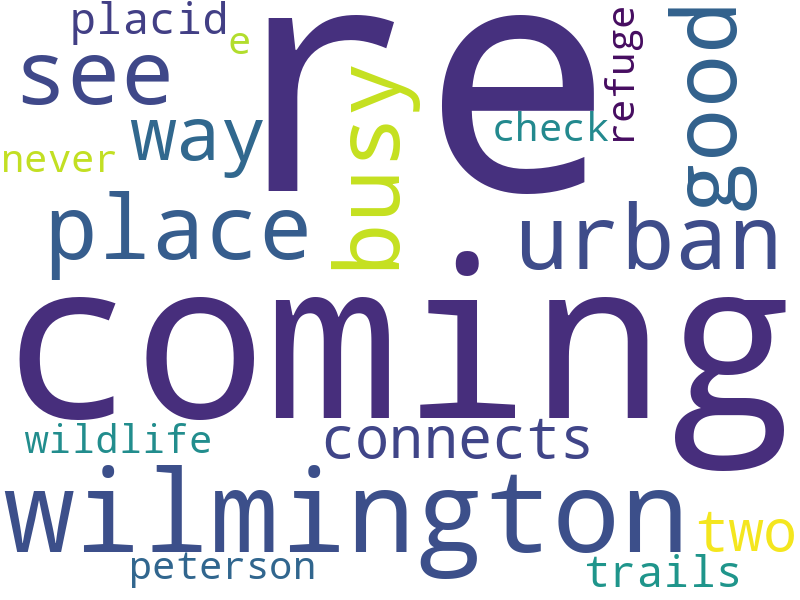 placid
e
re
refuge
good
see
busy
way
check
never
place
urban
coming
wildlife
connects
wilmington
two
peterson
trails